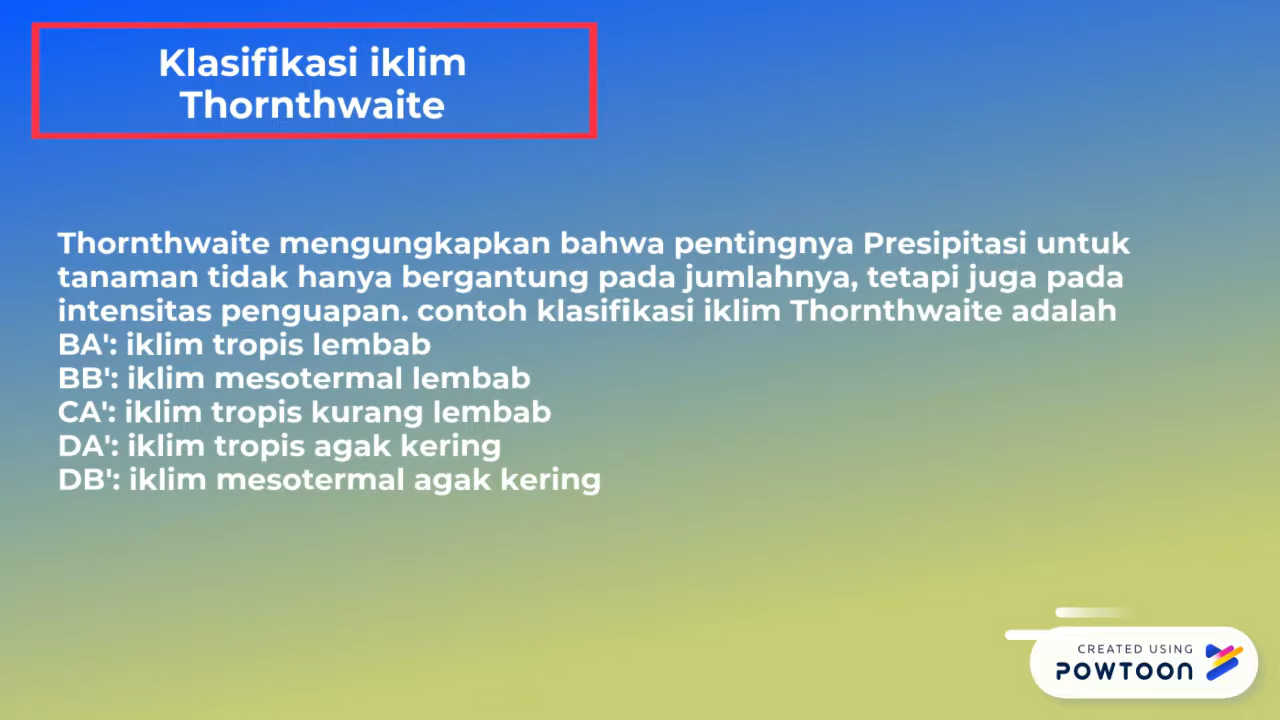 Klasifikasi iklim
Thornthwaite
Thornthwaite mengungkapkan bahwa pentingnya Presipitasi untuk
tanaman tidak hanya bergantung pada jumlahnya, tetapi juga pada
intensitas penguapan. contoh klasifikasi iklim Thornthwaite adalah
BA': iklim tropis lembab
BB': iklim mesotermal lembab
CA': iklim tropis kurang lembab
DA': iklim tropis agak kering
DB': iklim mesotermal agak kering
CREATED USING
POWTOON